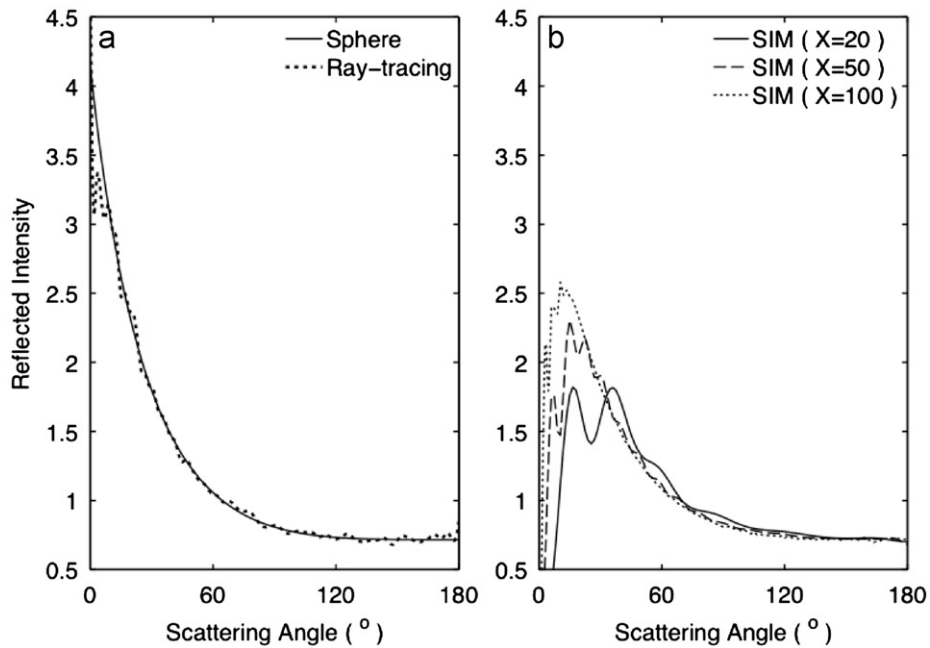 a
Sphere
Ray-tracing
4.5
4
3.5
3
2.5
2
1.5
1
0.5
0
60
120
180
Reflected Intensity
Scattering Angle ( o )
b
SIM ( X=20 )
SIM ( X=50 )
SIM ( X=100 )
4.5
4
3.5
3
2.5
2
1.5
1
0.5
0
60
120
180
Scattering Angle ( o )